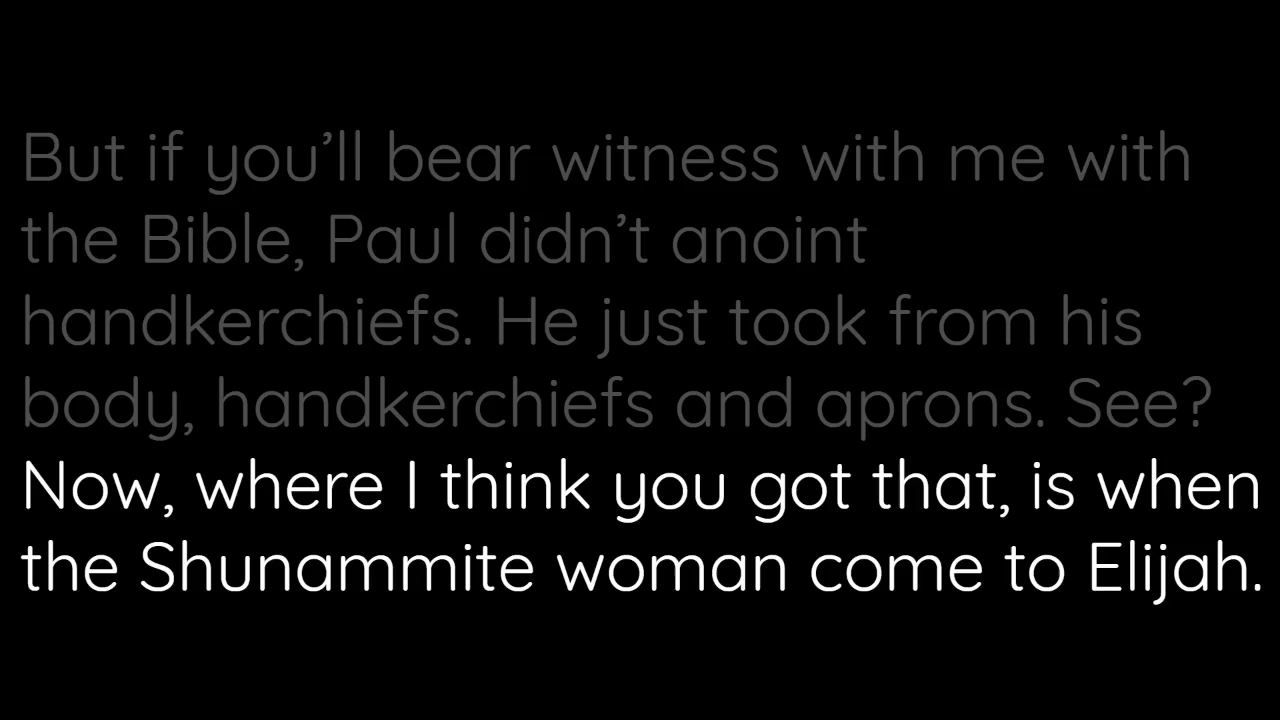 But if you’ll bear witness with me with
the Bible, Paul didn’t anoint
handkerchiefs. He just took from his
body, handkerchiefs and aprons. See?
Now, where I think you got that, is when
the Shunammite woman come to Elijah.